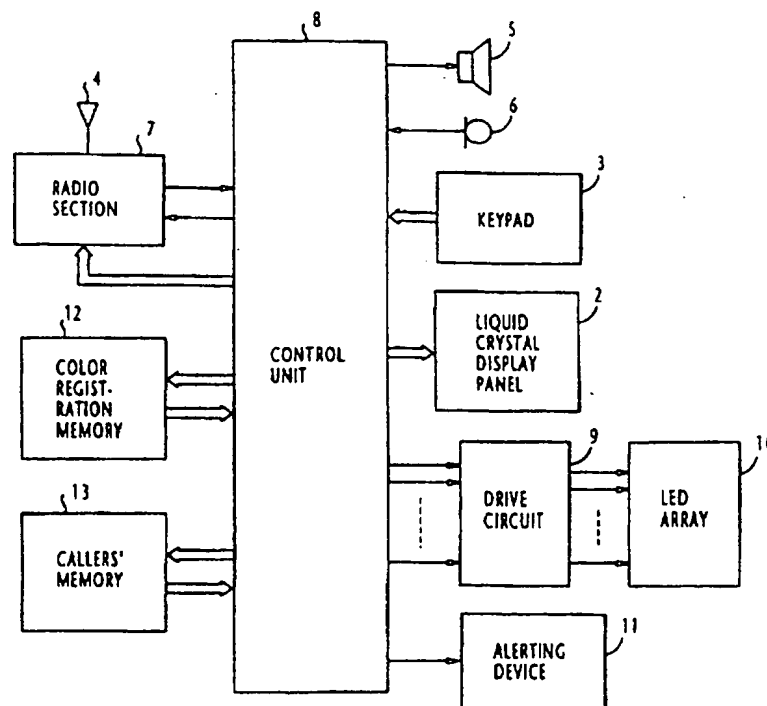 8
5
4
6
7
RADIO
SECTION
3
KEYPAD
2
LIQUID
CRYSTAL
DISPLAY
PANEL
12
COLOR
REGIST-
RATION
MEMORY
CONTROL
UNIT
9
DRIVE
CIRCUIT
LED
ARRAY
13
CALLERS'
MEMORY
11
ALERTING
DEVICE